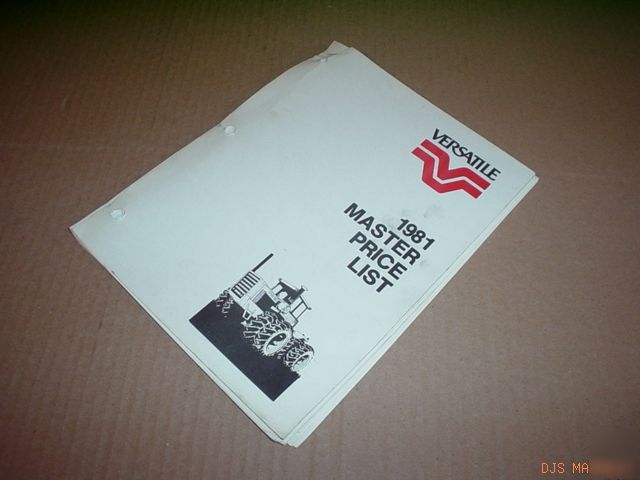 VERSATILE
1981
MASTER
PRICE
LIST
DJS MA